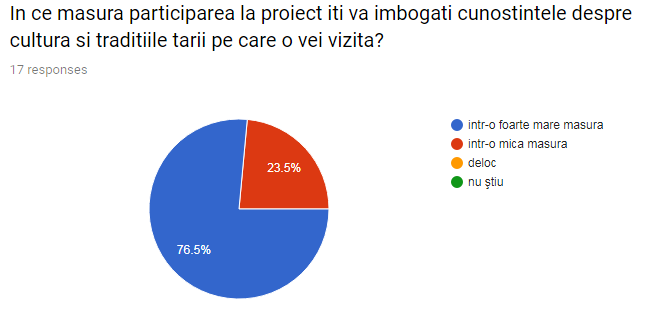 In ce masura participarea la proiect iti va imbogati cunostintele despre
cultura si traditiile tarii pe care o vei vizita?
17 responses
intr-o foarte mare masura
intr-o mica masura
deloc
nu știu
23.5%
76.5%